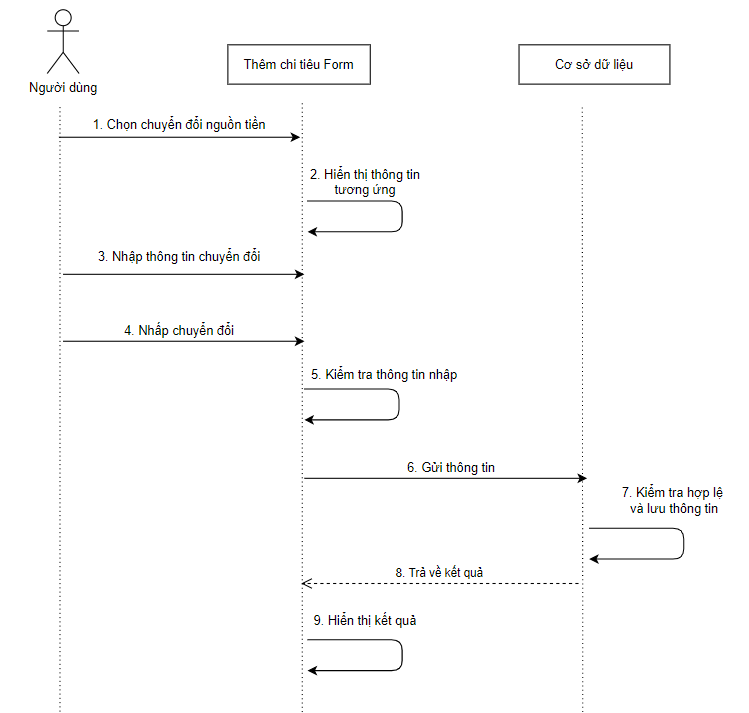 Người dùng
Thêm chi tiêu Form
Cơ sở dữ liệu
1. Chọn chuyển đổi nguồn tiền
2. Hiển thị thông tin
tương ứng
3. Nhập thông tin chuyển đổi
4. Nhấp chuyển đổi
5. Kiểm tra thông tin nhập
6. Gửi thông tin
7. Kiểm tra hợp lệ
và lưu thông tin
8. Trả về kết quả
9. Hiển thị kết quả